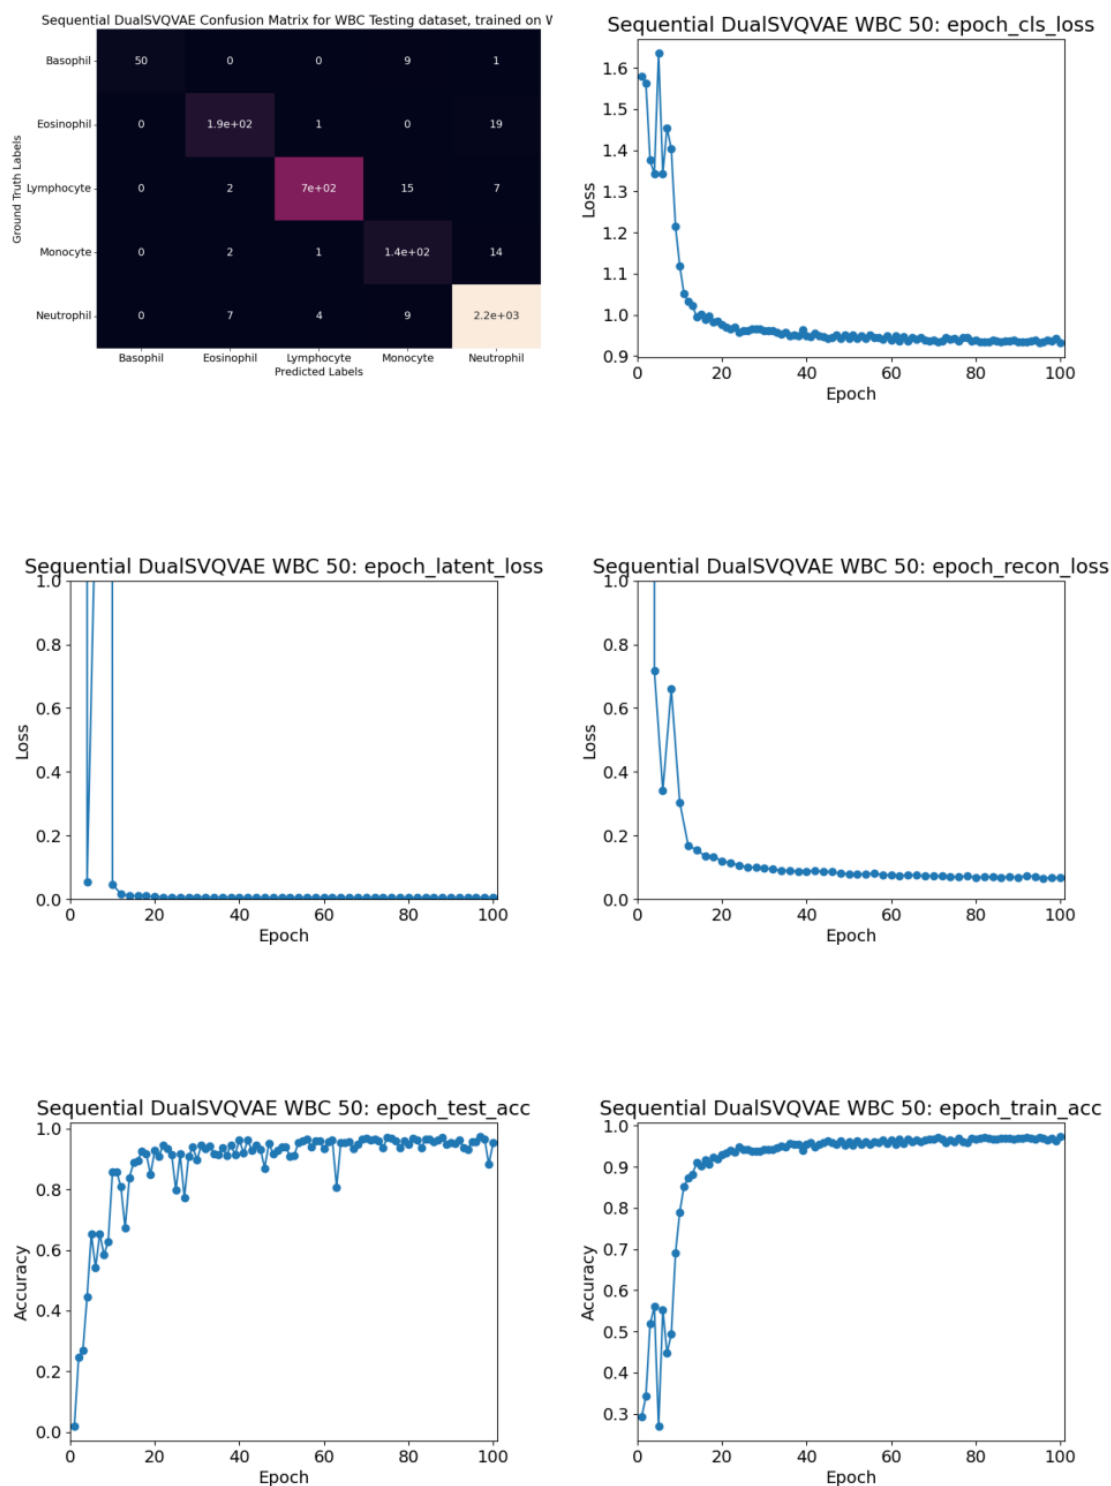 Sequential DualSVQVAE Confusion Matrix for WBC Testing dataset, trained on W
Ground Truth Labels
Basophil 50 0 0 9 1
Eosinophil 0 1.9e+02 1 0 19
Lymphocyte 0 2 7e+02 15 7
Monocyte 0 2 1 1.4e+02 14
Neutrophil 0 7 4 9 2.2e+03
Basophil Eosinophil Lymphocyte Monocyte Neutrophil
Predicted Labels
Sequential DualSVQVAE WBC 50: epoch_cls_loss
Loss
1.6
1.5
1.4
1.3
1.2
1.1
1.0
0.9
0 20 40 60 80 100
Epoch
Sequential DualSVQVAE WBC 50: epoch_latent_loss
Loss
1.0
0.8
0.6
0.4
0.2
0.0
0 20 40 60 80 100
Epoch
Sequential DualSVQVAE WBC 50: epoch_recon_loss
Loss
1.0
0.8
0.6
0.4
0.2
0.0
0 20 40 60 80 100
Epoch
Sequential DualSVQVAE WBC 50: epoch_test_acc
Accuracy
1.0
0.8
0.6
0.4
0.2
0.0
0 20 40 60 80 100
Epoch
Sequential DualSVQVAE WBC 50: epoch_train_acc
Accuracy
1.0
0.9
0.8
0.7
0.6
0.5
0.4
0.3
0 20 40 60 80 100
Epoch